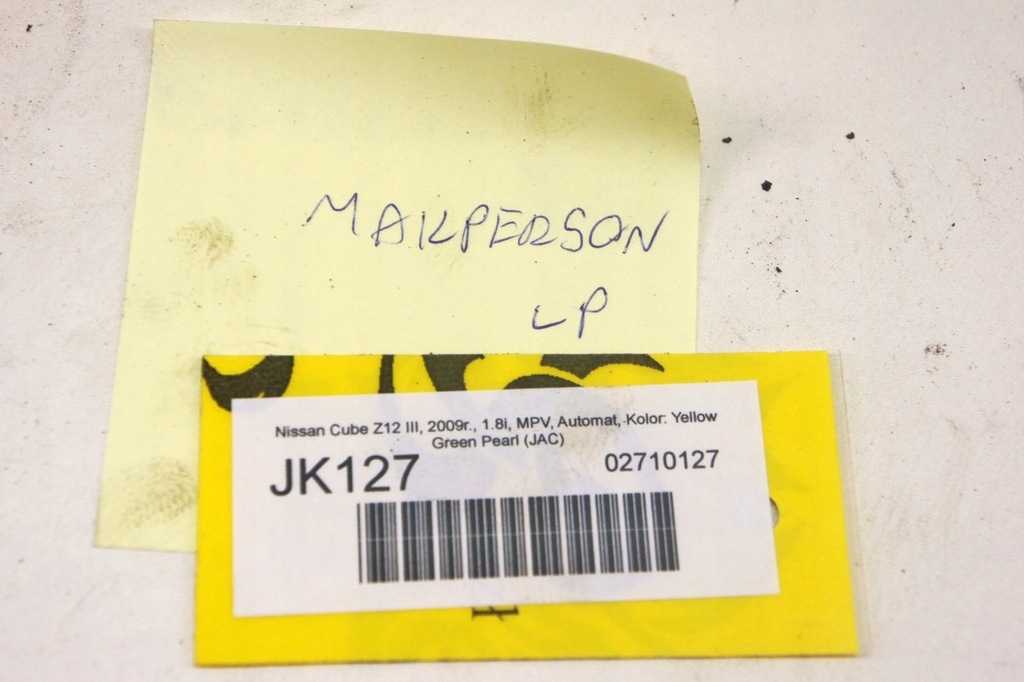 MAKPERSON
LP
Nissan Cube Z12 III, 2009r., 1.8i, MPV, Automat, Kolor: Yellow
Green Pearl (JAC)
JK127
02710127